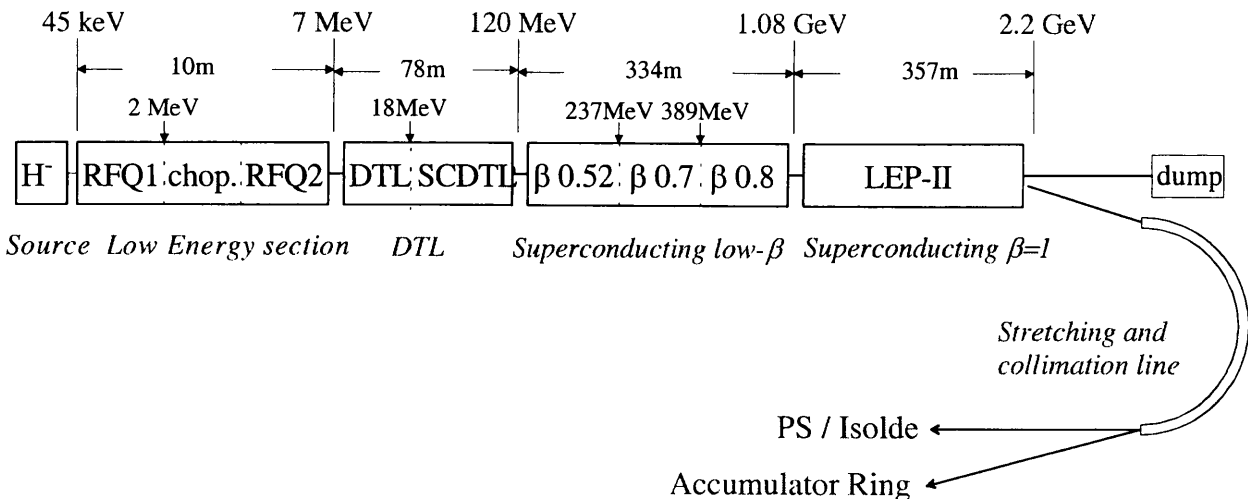 45 keV 7 MeV 120 MeV 1.08 GeV 2.2 GeV
10m 78m 334m 357m
2 MeV 18MeV 237MeV 389MeV
H- RFQ1 chop. RFQ2 DTL SCDTL β 0.52 β 0.7 β 0.8 LEP-II dump
Source Low Energy section DTL Superconducting low-β Superconducting β=1
Stretching and
collimation line
PS / Isolde
Accumulator Ring